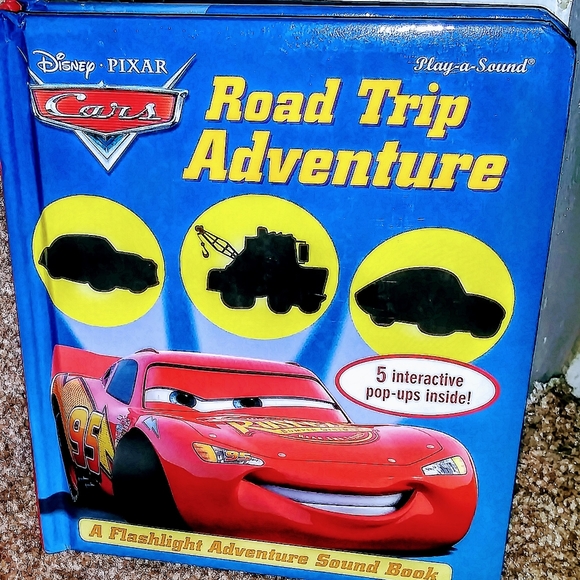 Disney · PIXAR
Cars
Play-a-Sound®
Road Trip
Adventure
5 interactive
pop-ups inside!
95
A Flashlight Adventure Sound Book